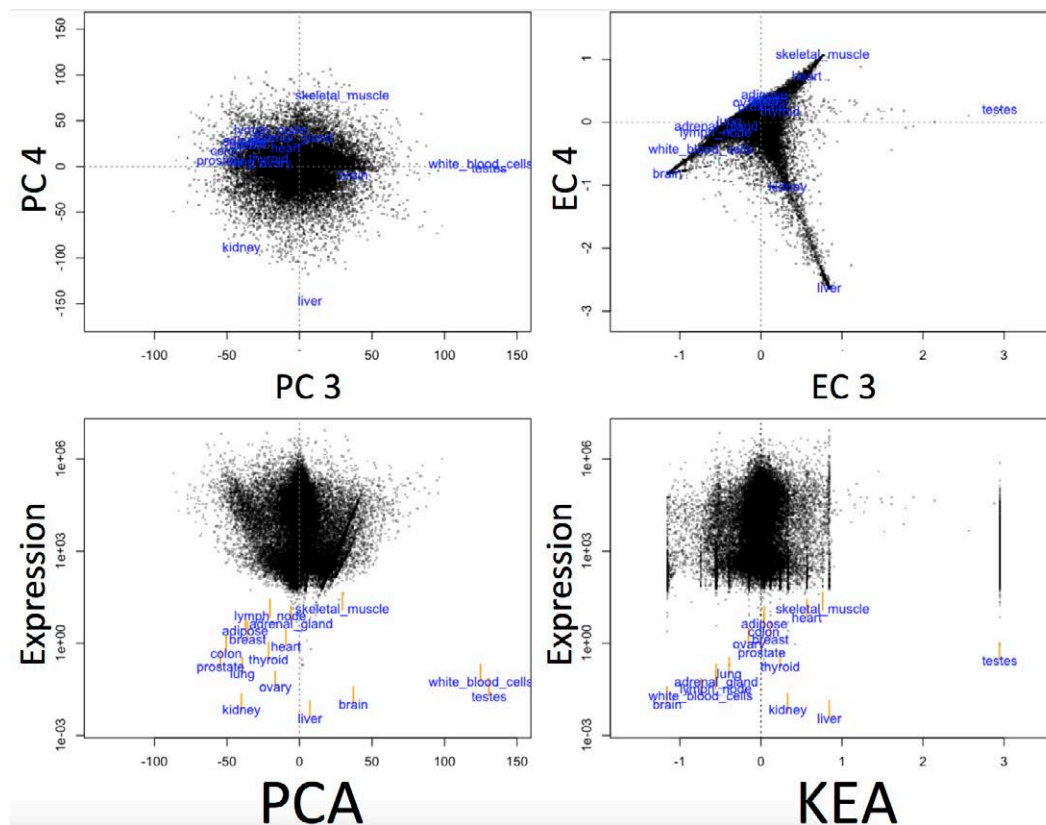 PC 4
150
100
50
0
-50
-100
-150
skeletal_muscle
heart
prostate
thyroid
ovary
white_blood_cells
testes
brain
kidney
liver
-100
-50
0
50
100
150
PC 3
EC 4
1
0
-1
-2
-3
skeletal_muscle
heart
adipose
testes
thyroid
lung
adrenal_gland
lymph_node
white_blood_cells
brain
kidney
liver
-1
0
1
2
3
EC 3
Expression
1e+06
1e+03
1e+00
1e-03
skeletal_muscle
lymph_node
adrenal_gland
adipose
breast
heart
colon
prostate
thyroid
lung
ovary
white_blood_cells
testes
brain
kidney
liver
-100
-50
0
50
100
150
PCA
Expression
1e+06
1e+03
1e+00
1e-03
skeletal_muscle
heart
adipose
colon
breast
ovary
prostate
thyroid
testes
lung
adrenal_gland
lymph_node
white_blood_cells
brain
kidney
liver
-1
0
1
2
3
KEA